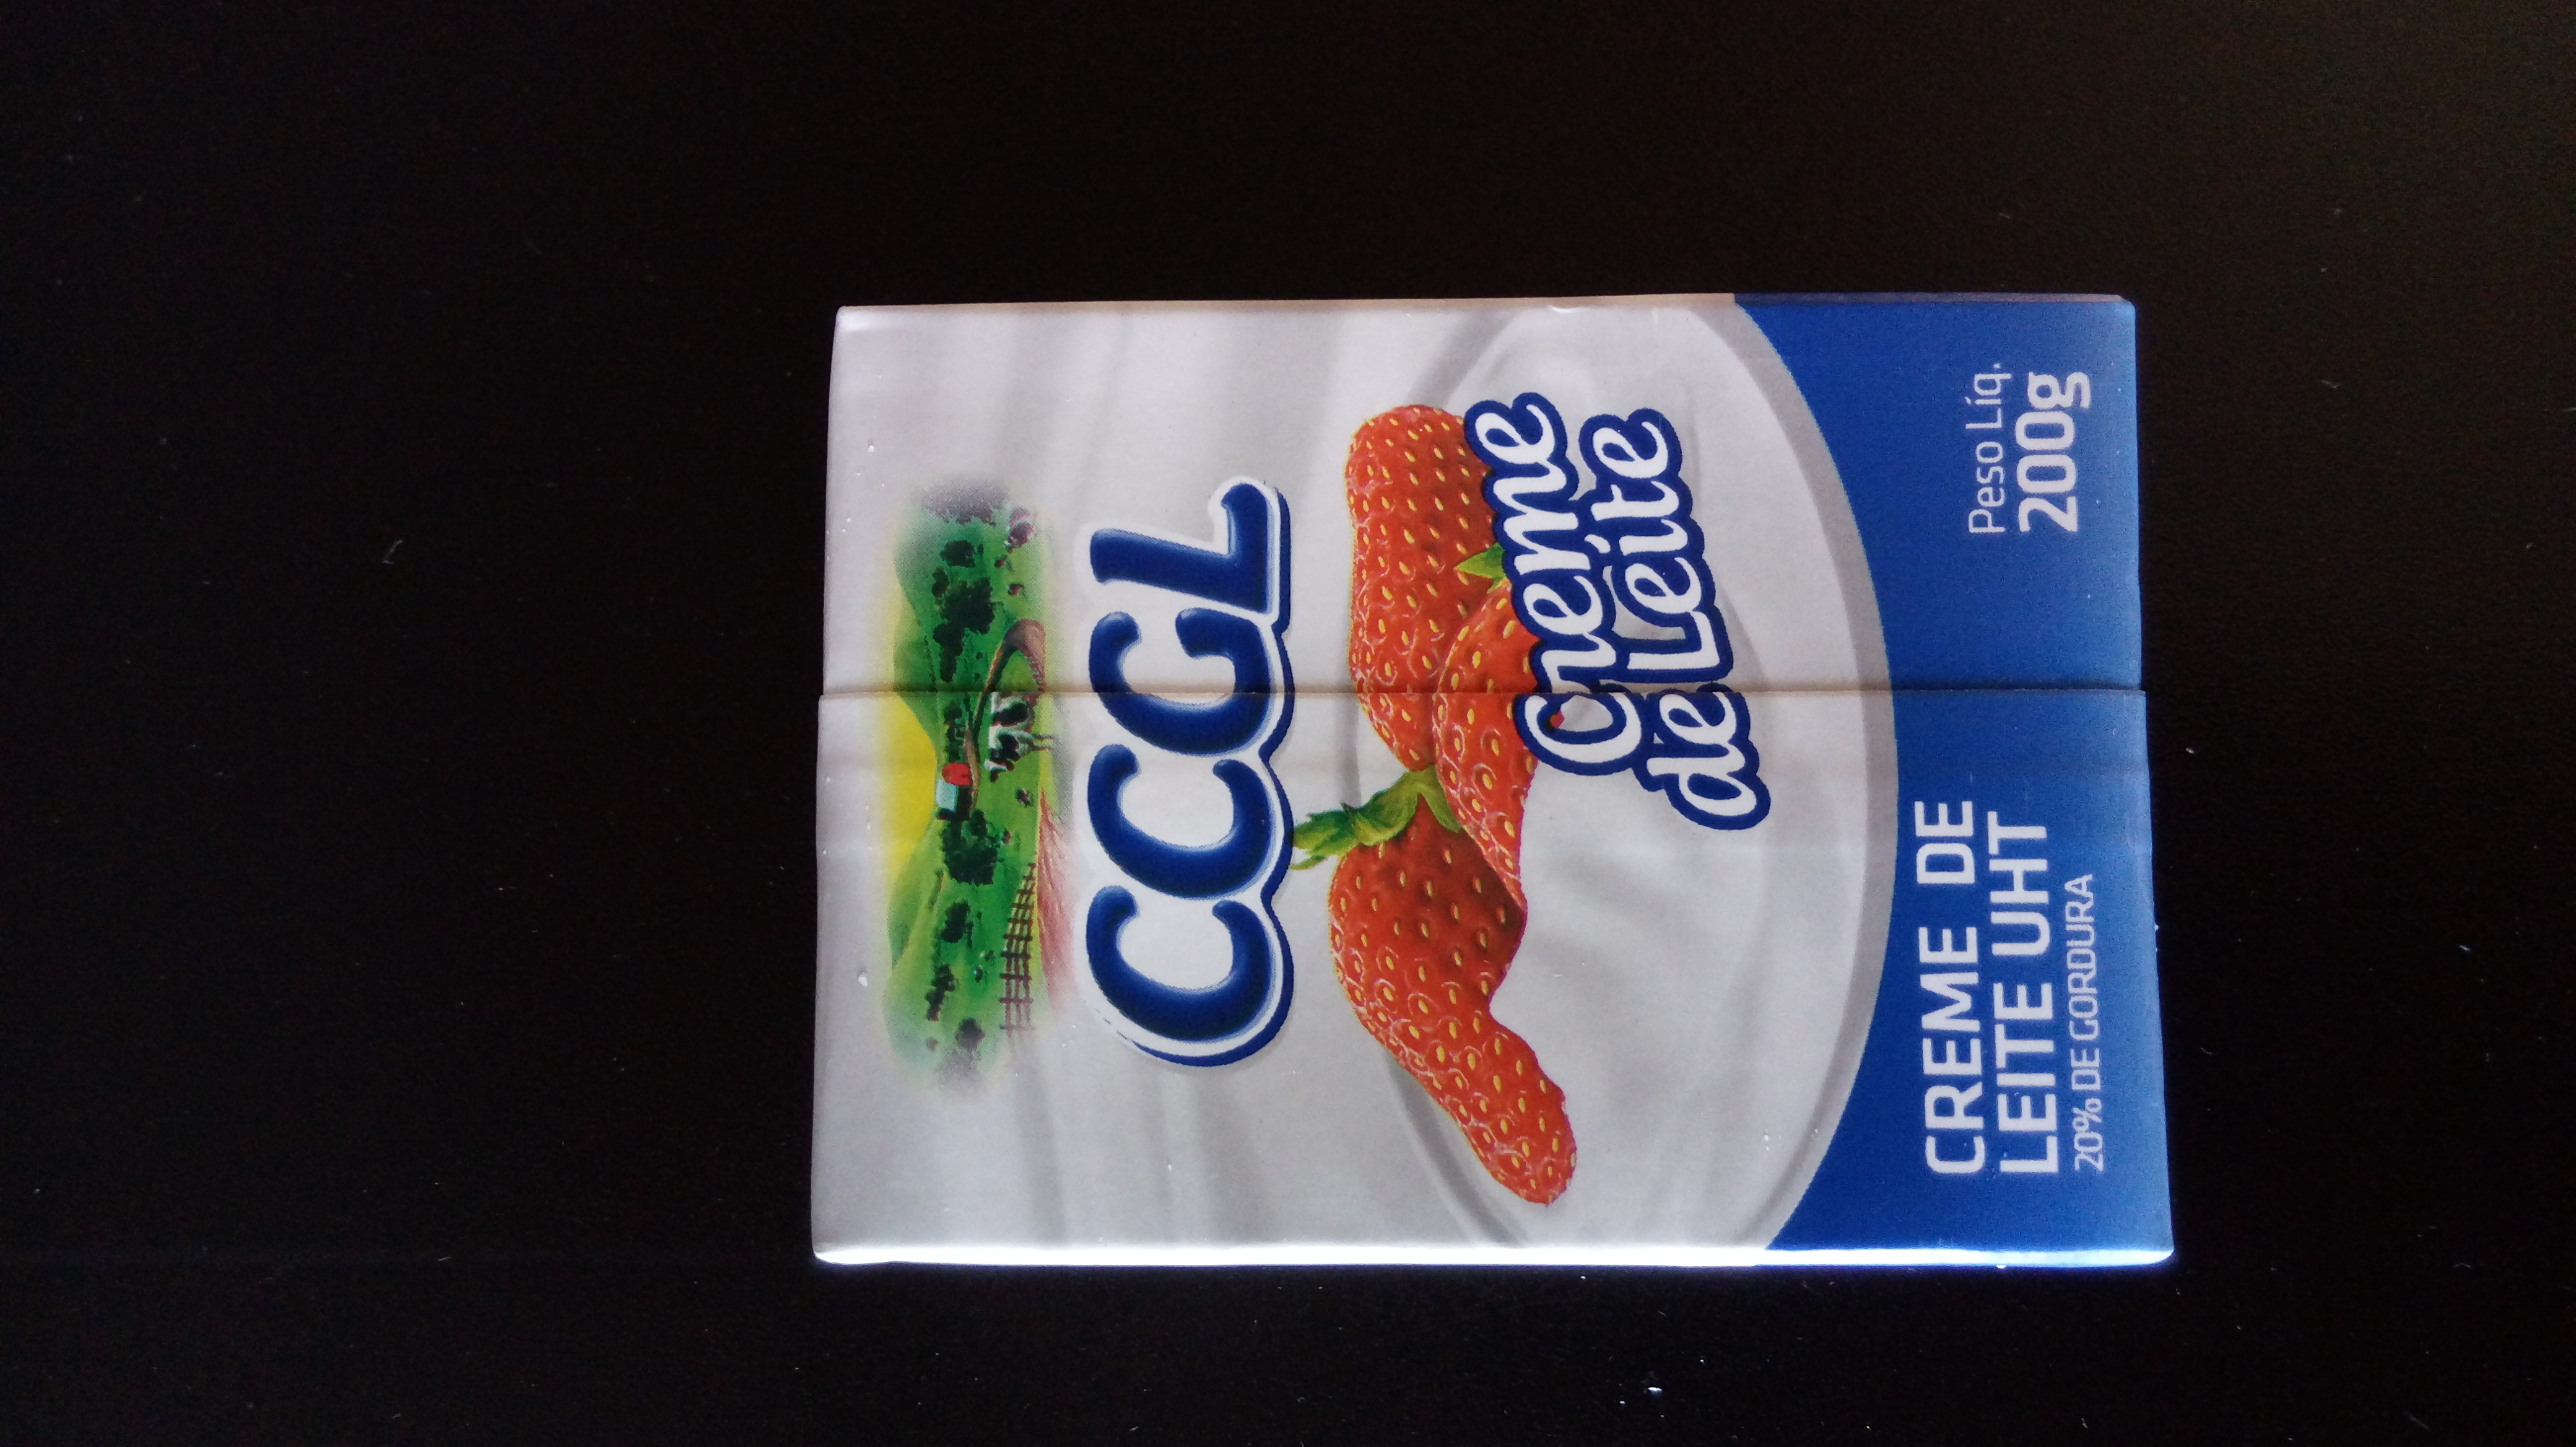 CCGL
Creme
de Leite
CREME DE
LEITE UHT
20% DE GORDURA
Peso Líq.
200g